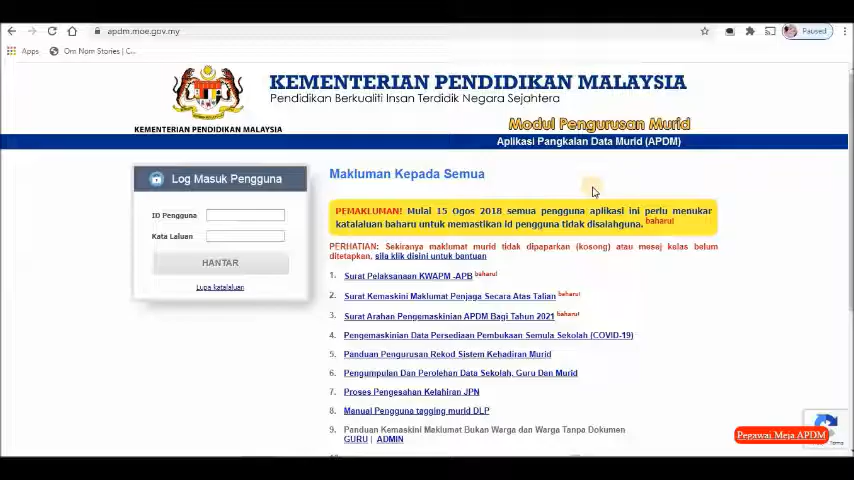 apdm.moe.gov.my
Paused
Apps
Om Nom Stories | C...
KEMENTERIAN PENDIDIKAN MALAYSIA
Pendidikan Berkualiti Insan Terdidik Negara Sejahtera
KEMENTERIAN PENDIDIKAN MALAYSIA
Modul Pengurusan Murid
Aplikasi Pangkalan Data Murid (APDM)
Log Masuk Pengguna
ID Pengguna
Kata Laluan
HANTAR
Lupa katalaluan
Makluman Kepada Semua
PEMAKLUMAN! Mulai 15 Ogos 2018 semua pengguna aplikasi ini perlu menukar
katalaluan baharu untuk memastikan id pengguna tidak disalahguna. baharu!
PERHATIAN: Sekiranya maklumat murid tidak dipaparkan (kosong) atau mesej kelas belum
ditetapkan, sila klik disini untuk bantuan
1. Surat Pelaksanaan KWAPM -APB baharu!
2. Surat Kemaskini Maklumat Penjaga Secara Atas Talian baharu!
3. Surat Arahan Pengemaskinian APDM Bagi Tahun 2021 baharu!
4. Pengemaskinian Data Persediaan Pembukaan Semula Sekolah (COVID-19)
5. Panduan Pengurusan Rekod Sistem Kehadiran Murid
6. Pengumpulan Dan Perolehan Data Sekolah, Guru Dan Murid
7. Proses Pengesahan Kelahiran JPN
8. Manual Pengguna tagging murid DLP
9. Panduan Kemaskini Maklumat Bukan Warga dan Warga Tanpa Dokumen
GURU | ADMIN
Pegawai Meja APDM